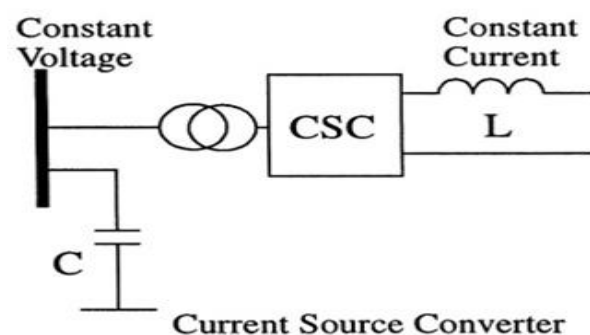 Constant
Voltage
Constant
Current
CSC
L
C
Current Source Converter